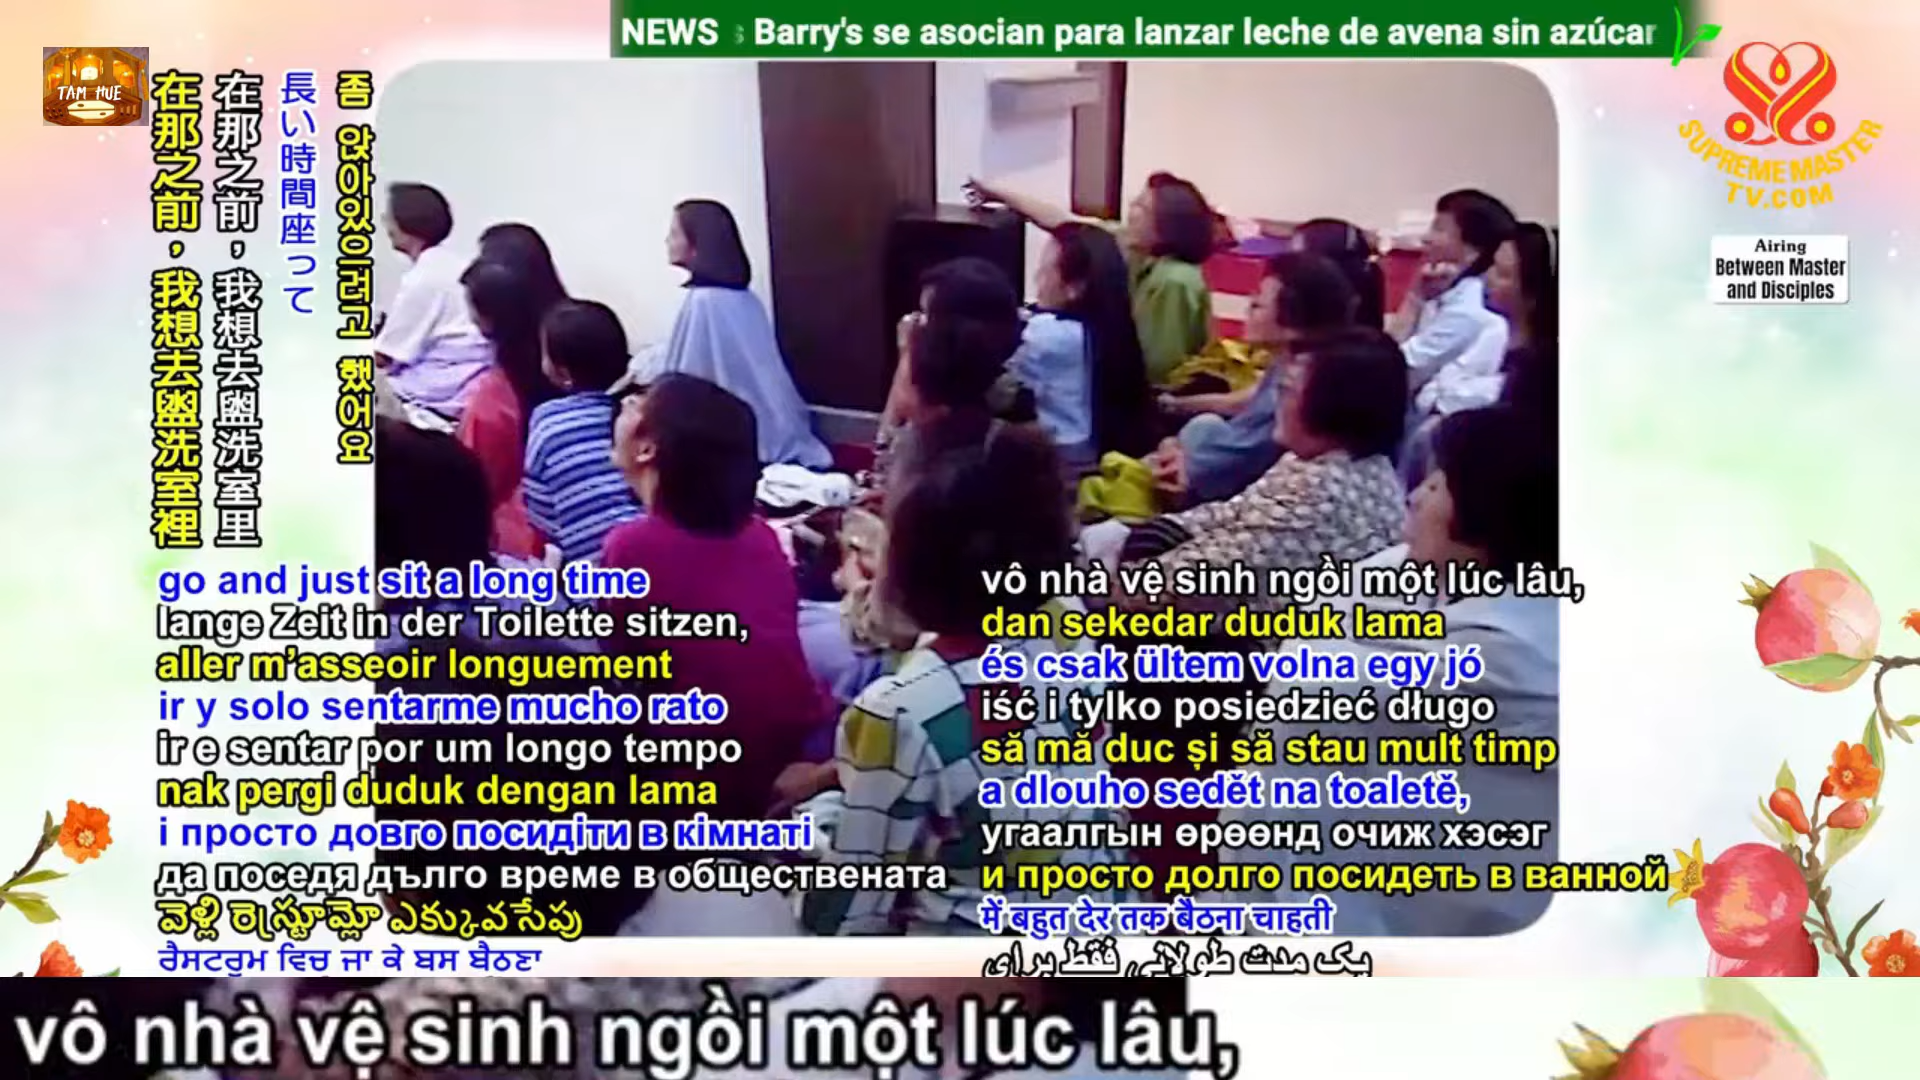 NEWS Barry's se asocian para lanzar leche de avena sin azúcar
TAM HUE
SUPREME MASTER
TV.COM
Airing
Between Master
and Disciples
在那之前，我想去盥洗室裡
在那之前，我想去盥洗室里
長い時間座って
좀 앉아있으려고 했어요
go and just sit a long time
lange Zeit in der Toilette sitzen,
aller m’asseoir longuement
ir y solo sentarme mucho rato
ir e sentar por um longo tempo
nak pergi duduk dengan lama
і просто довго посидіти в кімнаті
да поседя дълго време в обществената
వెళ్లి రెస్ట్రూమ్లో ఎక్కువసేపు
ਰੈਸਟਰੂਮ ਵਿਚ ਜਾ ਕੇ ਬਸ ਬੈਠਣਾ
vô nhà vệ sinh ngồi một lúc lâu,
dan sekedar duduk lama
és csak ültem volna egy jó
iść i tylko posiedzieć długo
să mă duc și să stau mult timp
a dlouho sedět na toaletě,
угаалгын өрөөнд очиж хэсэг
и просто долго посидеть в ванной
में बहुत देर तक बैठना चाहती
یک مدت طولانی فقط برای
vô nhà vệ sinh ngồi một lúc lâu,